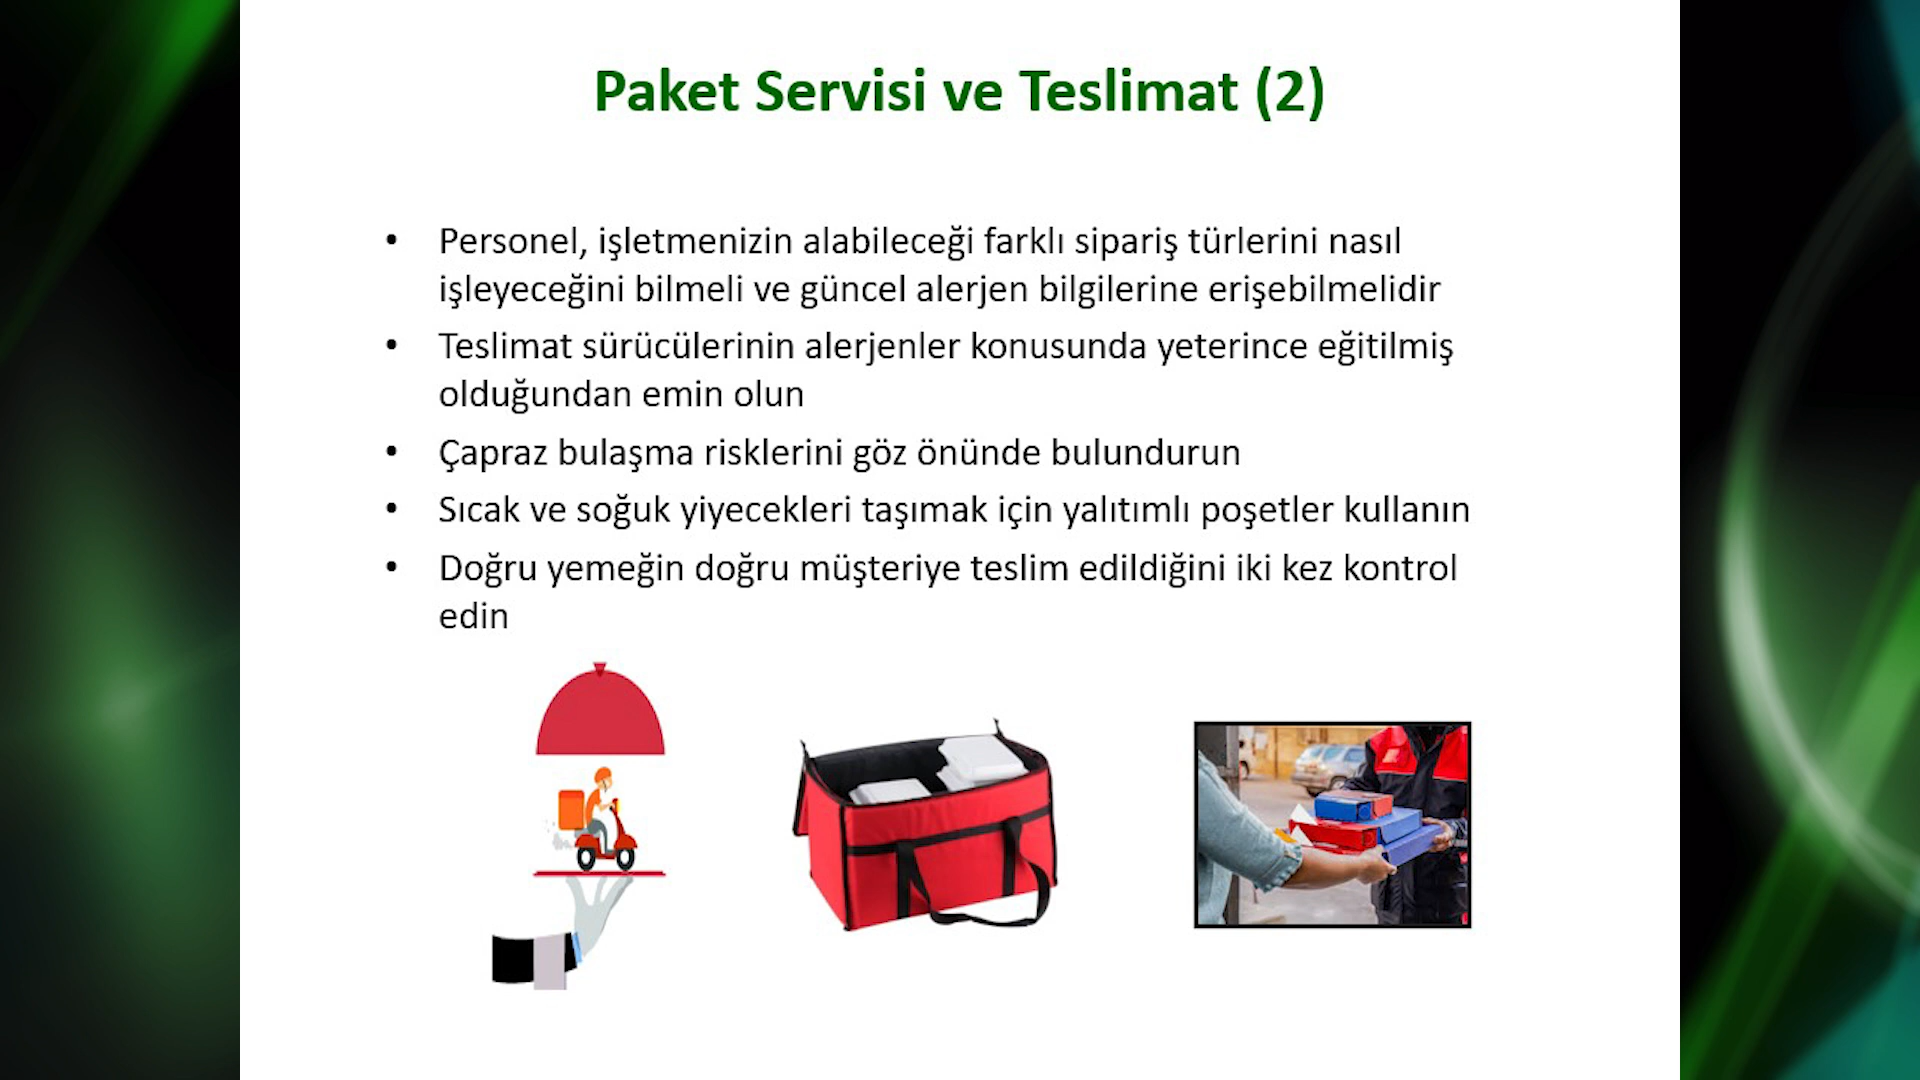 Paket Servisi ve Teslimat (2)
• Personel, işletmenizin alabileceği farklı sipariş türlerini nasıl
işleyeceğini bilmeli ve güncel alerjen bilgilerine erişebilmelidir
• Teslimat sürücülerinin alerjenler konusunda yeterince eğitilmiş
olduğundan emin olun
• Çapraz bulaşma risklerini göz önünde bulundurun
• Sıcak ve soğuk yiyecekleri taşımak için yalıtımlı poşetler kullanın
• Doğru yemeğin doğru müşteriye teslim edildiğini iki kez kontrol
edin